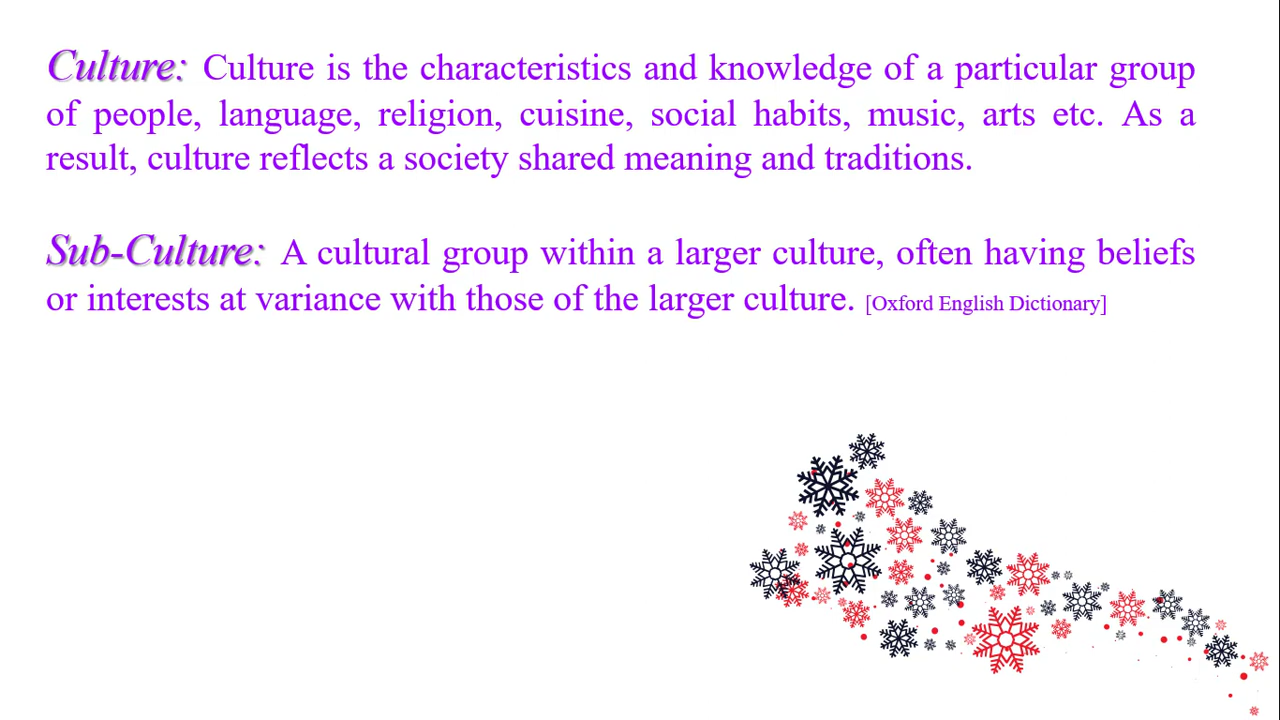 Culture: Culture is the characteristics and knowledge of a particular group
of people, language, religion, cuisine, social habits, music, arts etc. As a
result, culture reflects a society shared meaning and traditions.
Sub-Culture: A cultural group within a larger culture, often having beliefs
or interests at variance with those of the larger culture. [Oxford English Dictionary]